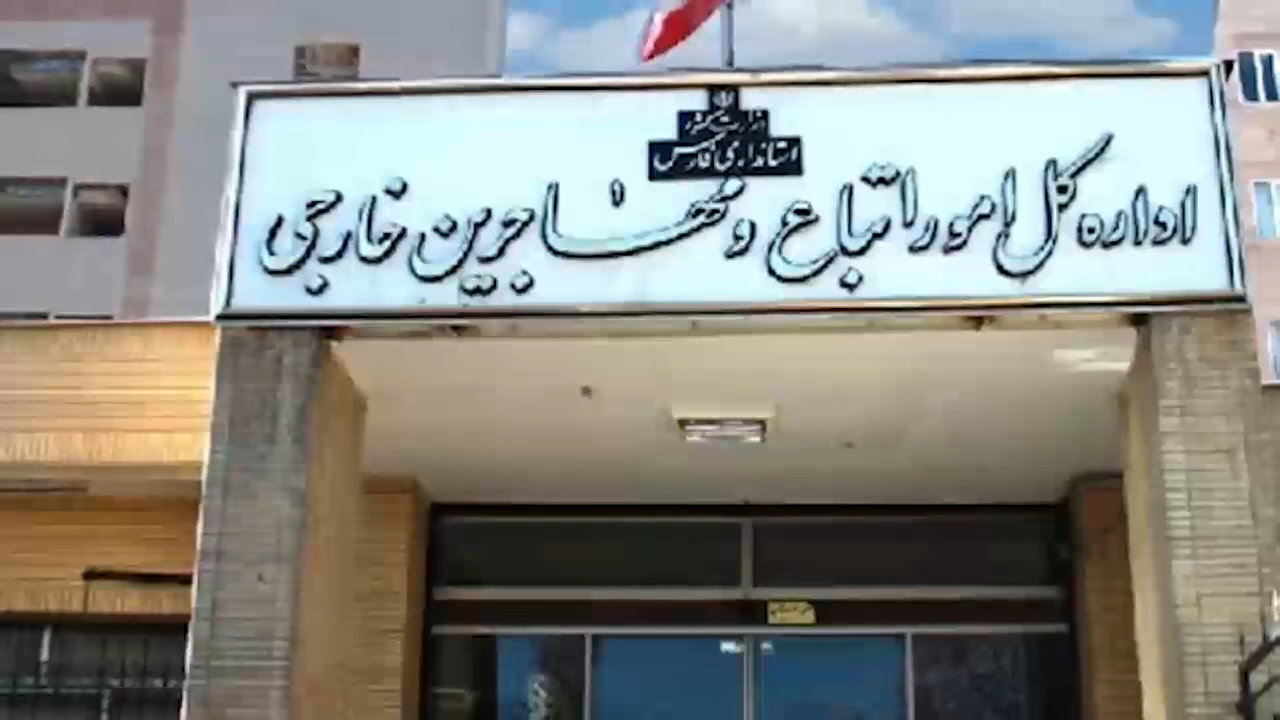 وزارت کشور
استانداری فارس
اداره کل امور اتباع و مهاجرین خارجی